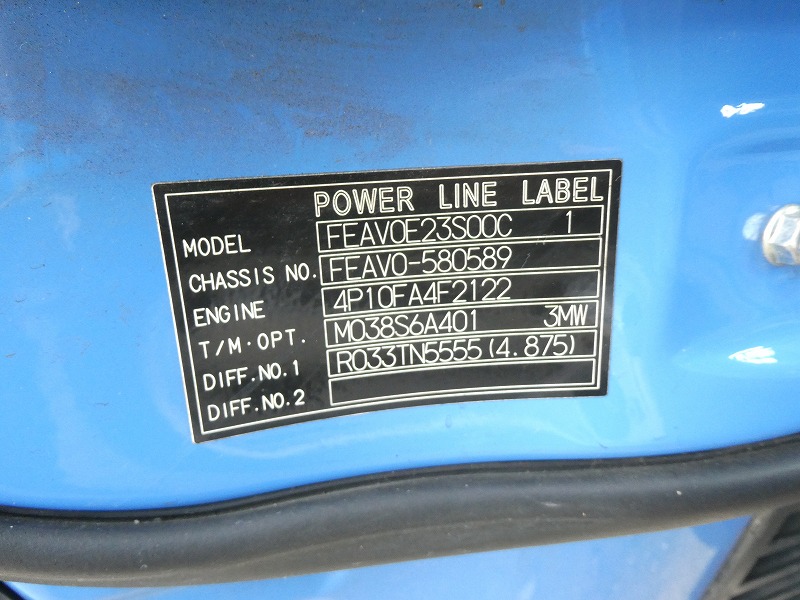 POWER LINE LABEL
MODEL FEAV0E23S00C 1
CHASSIS NO. FEAV0-580589
ENGINE 4P10FA4F2122
T/M·OPT. M038S6A401 3MW
DIFF.NO.1 R033TN5555(4.875)
DIFF.NO.2